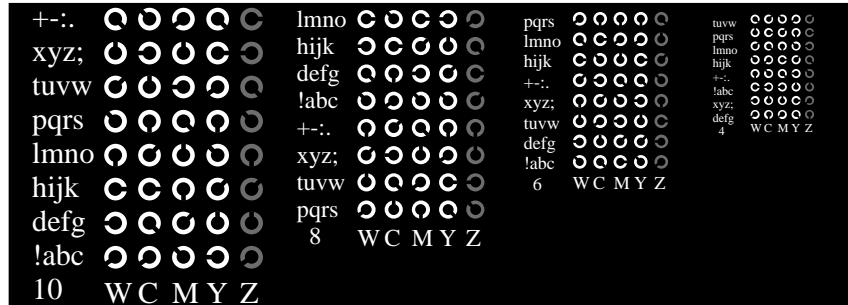 +-:.
xyz;
tuvw
pqrs
lmno
hijk
defg
!abc
10 W C M Y Z
lmno
hijk
defg
!abc
+-:.
xyz;
tuvw
pqrs
8 W C M Y Z
pqrs
lmno
hijk
+-:.
xyz;
tuvw
defg
!abc
6 W C M Y Z
tuvw
pqrs
lmno
hijk
+-:.
!abc
xyz;
defg
4 W C M Y Z